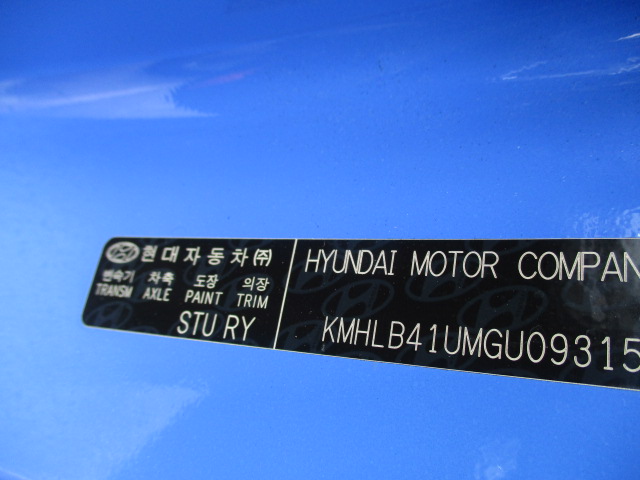 현대자동차㈜
변속기 차축 도장 의장
TRANSM AXLE PAINT TRIM
STU RY
HYUNDAI MOTOR COMPAN
KMHLB41UMGU09315